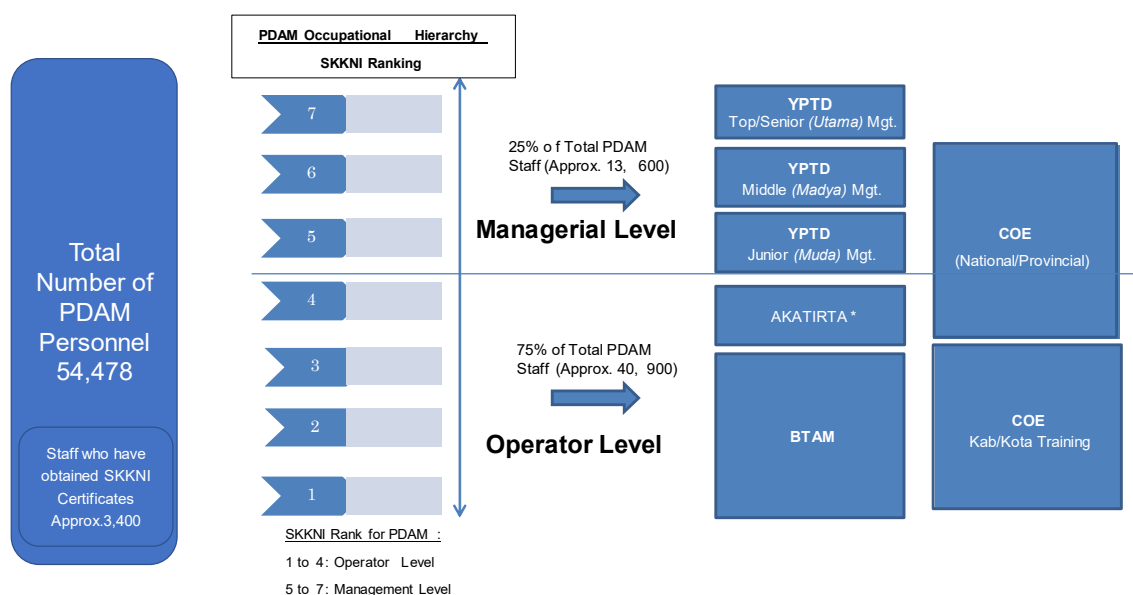 PDAM Occupational Hierarchy
SKKNI Ranking
Total
Number of
PDAM
Personnel
54,478
Staff who have
obtained SKKNI
Certificates
Approx.3,400
7
6
5
4
3
2
1
SKKNI Rank for PDAM :
1 to 4: Operator Level
5 to 7: Management Level
25% of Total PDAM
Staff (Approx. 13, 600)
Managerial Level
75% of Total PDAM
Staff (Approx. 40, 900)
Operator Level
YPTD
Top/Senior (Utama) Mgt.
YPTD
Middle (Madya) Mgt.
YPTD
Junior (Muda) Mgt.
AKATIRTA *
BTAM
COE
(National/Provincial)
COE
Kab/Kota Training